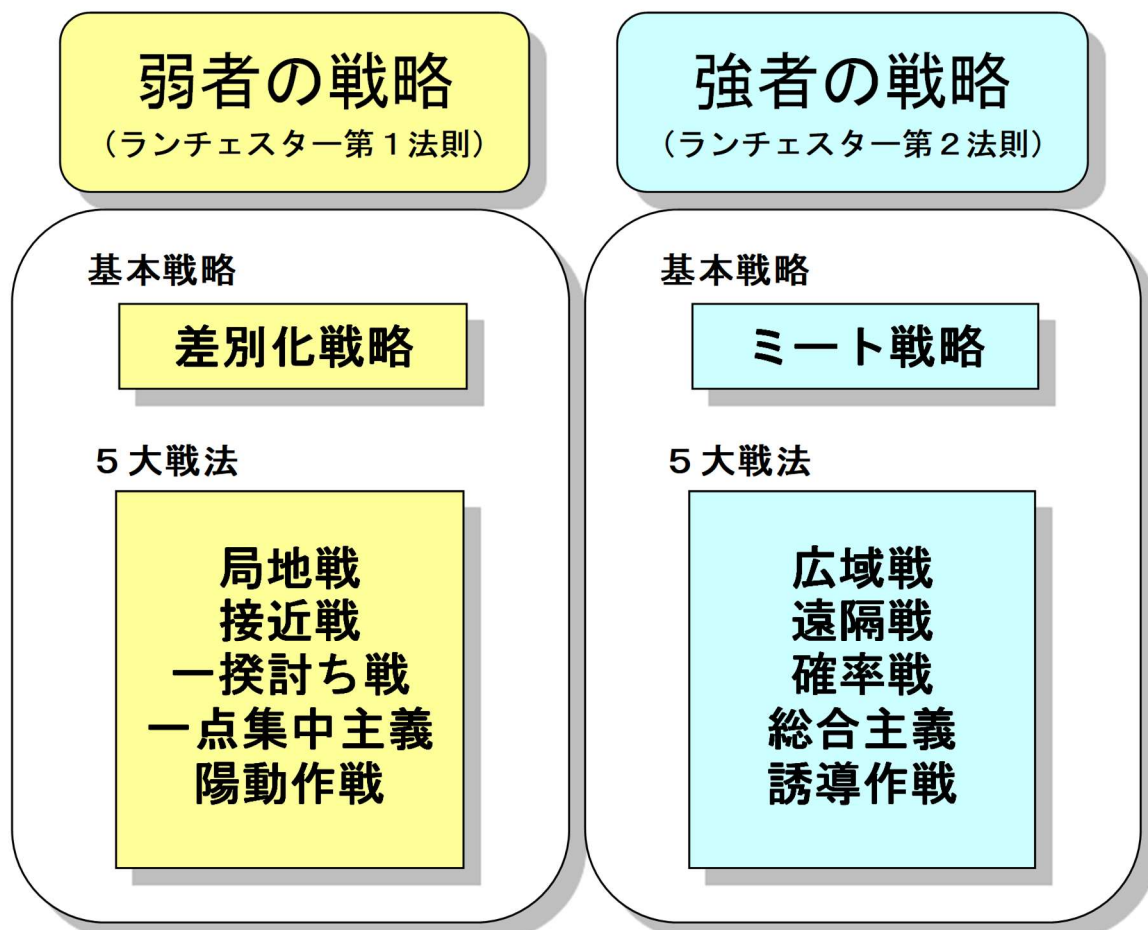 弱者の戦略
（ランチェスター第１法則）
基本戦略
差別化戦略
５大戦法
局地戦
接近戦
一揆討ち戦
一点集中主義
陽動作戦
強者の戦略
（ランチェスター第２法則）
基本戦略
ミート戦略
５大戦法
広域戦
遠隔戦
確率戦
総合主義
誘導作戦